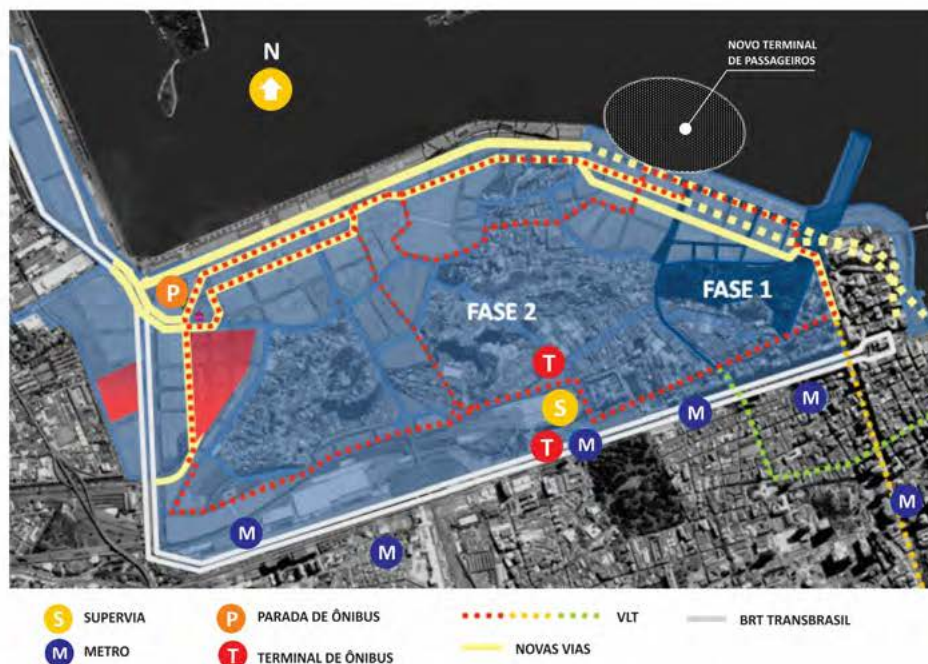 N
NOVO TERMINAL
DE PASSAGEIROS
P
FASE 1
FASE 2
T
S
M
M
T
M
M
M
M
S SUPERVIA
P PARADA DE ÔNIBUS
VLT
BRT TRANSBRASIL
M METRO
T TERMINAL DE ÔNIBUS
NOVAS VIAS